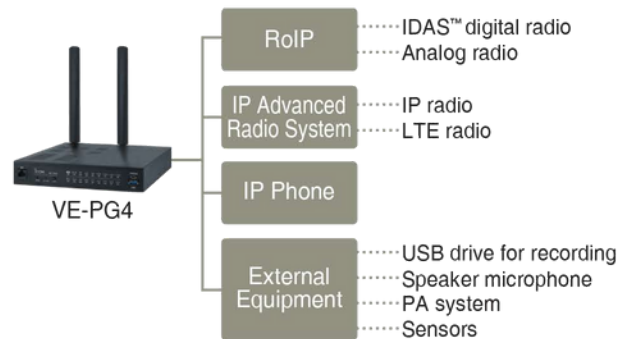 RoIP
IDAS™ digital radio
Analog radio
IP Advanced
Radio System
IP radio
LTE radio
VE-PG4
IP Phone
External
Equipment
USB drive for recording
Speaker microphone
PA system
Sensors